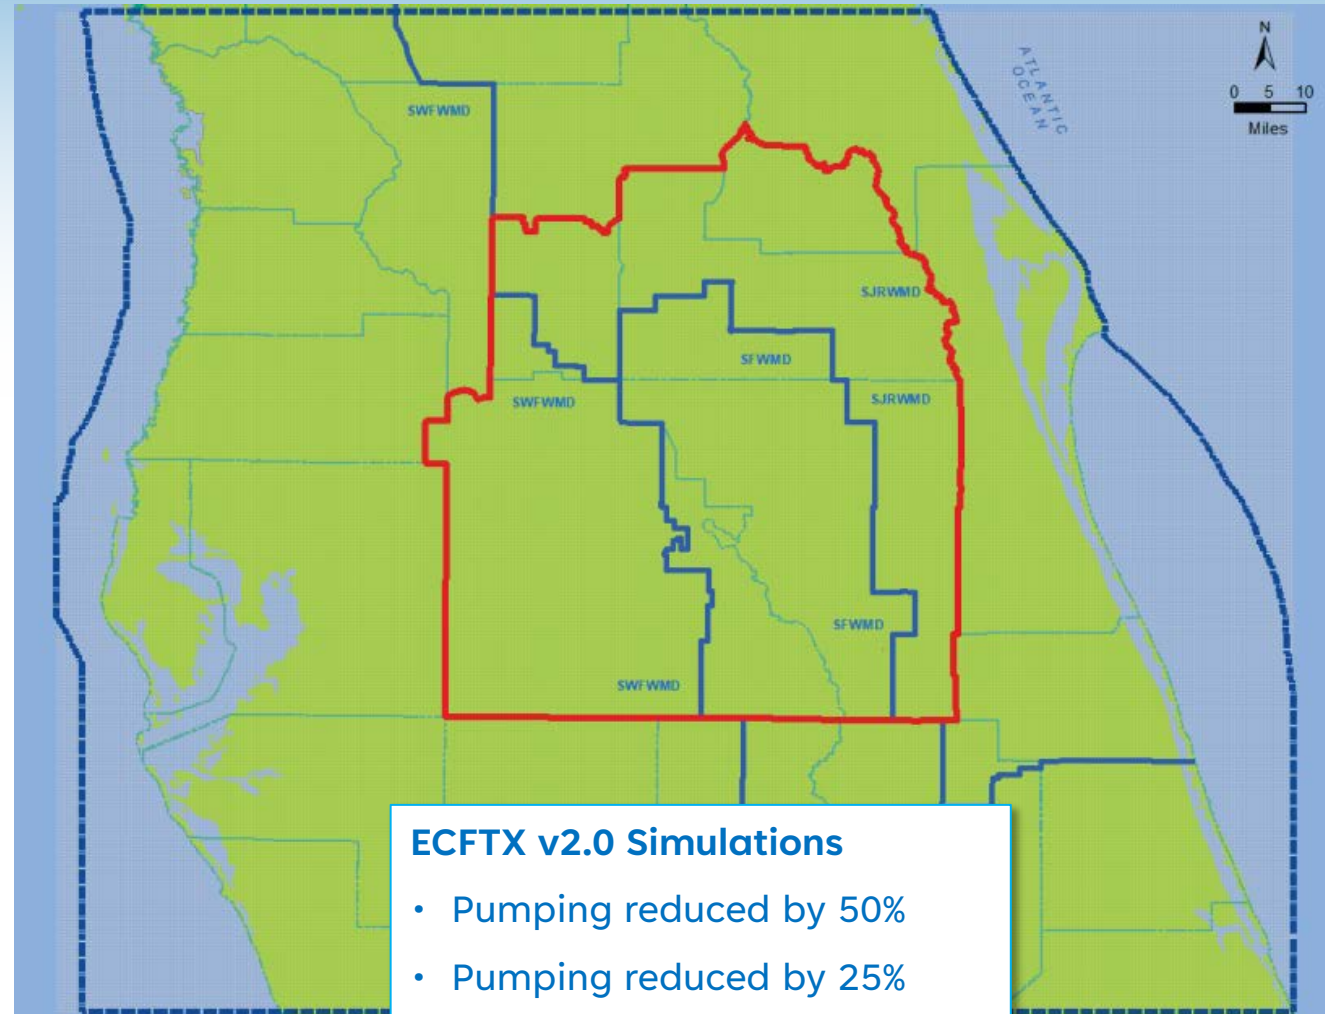 N
ATLANTIC
OCEAN
0 5 10
Miles
SWFWMD
SJRWMD
SFWMD
SWFWMD
SJRWMD
SFWMD
SWFWMD
ECFTX v2.0 Simulations
• Pumping reduced by 50%
• Pumping reduced by 25%